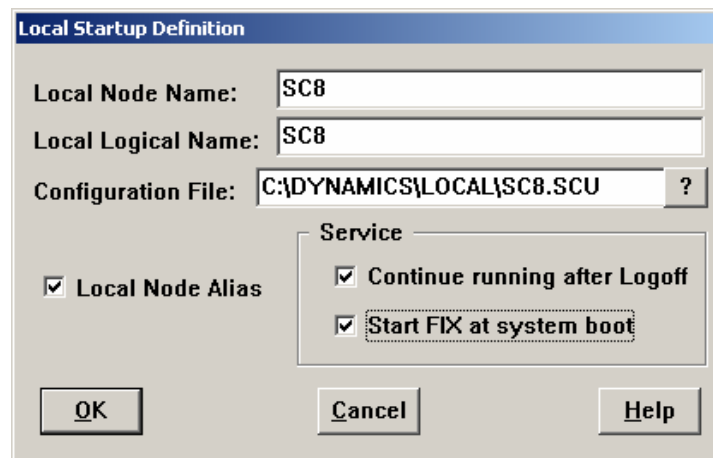 Local Startup Definition
Local Node Name: SC8
Local Logical Name: SC8
Configuration File: C:\DYNAMICS\LOCAL\SC8.SCU ?
Service
Local Node Alias
Continue running after Logoff
Start FIX at system boot
OK Cancel Help